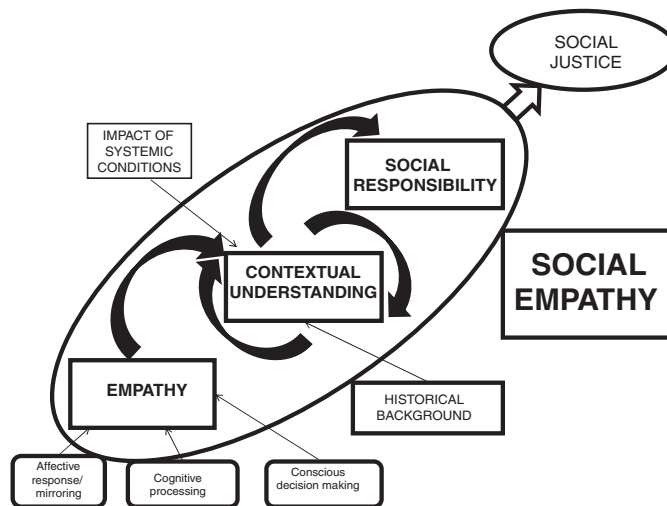 SOCIAL
JUSTICE
IMPACT OF
SYSTEMIC
CONDITIONS
SOCIAL
RESPONSIBILITY
CONTEXTUAL
UNDERSTANDING
SOCIAL
EMPATHY
EMPATHY
HISTORICAL
BACKGROUND
Affective
response/
mirroring
Cognitive
processing
Conscious
decision making